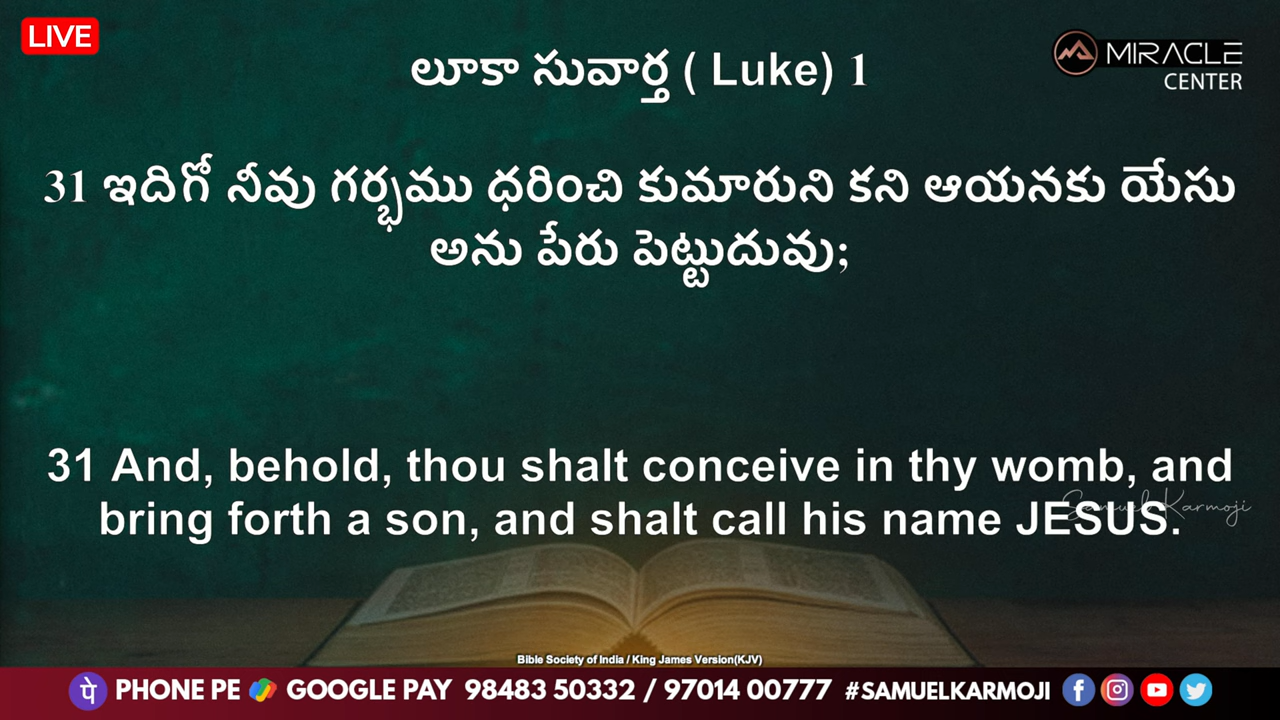 LIVE
లూకా సువార్త ( Luke) 1
MIRACLE
CENTER
31 ఇదిగో నీవు గర్భము ధరించి కుమారుని కని ఆయనకు యేసు
అను పేరు పెట్టుదువు;
31 And, behold, thou shalt conceive in thy womb, and
bring forth a son, and shalt call his name JESUS.
Samuel Karmoji
Bible Society of India / King James Version(KJV)
पे PHONE PE GOOGLE PAY 98483 50332 / 97014 00777 #SAMUELKARMOJI